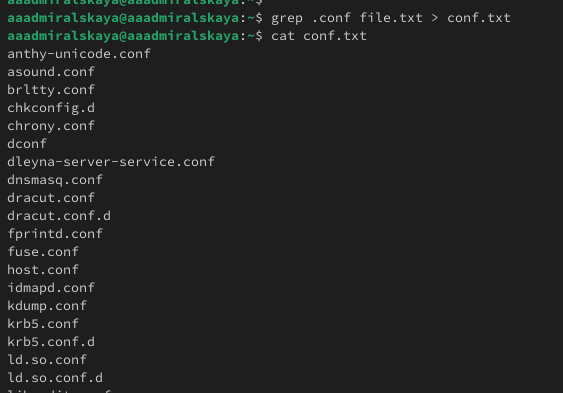 aaadmiralskaya@aaadmiralskaya:~$
aaadmiralskaya@aaadmiralskaya:~$ grep .conf file.txt > conf.txt
aaadmiralskaya@aaadmiralskaya:~$ cat conf.txt
anthy-unicode.conf
asound.conf
brltty.conf
chkconfig.d
chrony.conf
dconf
dleyna-server-service.conf
dnsmasq.conf
dracut.conf
dracut.conf.d
fprintd.conf
fuse.conf
host.conf
idmapd.conf
kdump.conf
krb5.conf
krb5.conf.d
ld.so.conf
ld.so.conf.d